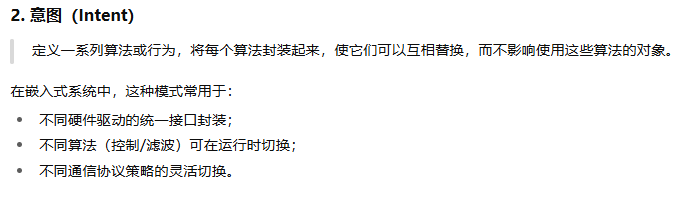 2. 意图（Intent）
定义一系列算法或行为，将每个算法封装起来，使它们可以互相替换，而不影响使用这些算法的对象。
在嵌入式系统中，这种模式常用于：
不同硬件驱动的统一接口封装；
不同算法（控制/滤波）可在运行时切换；
不同通信协议策略的灵活切换。